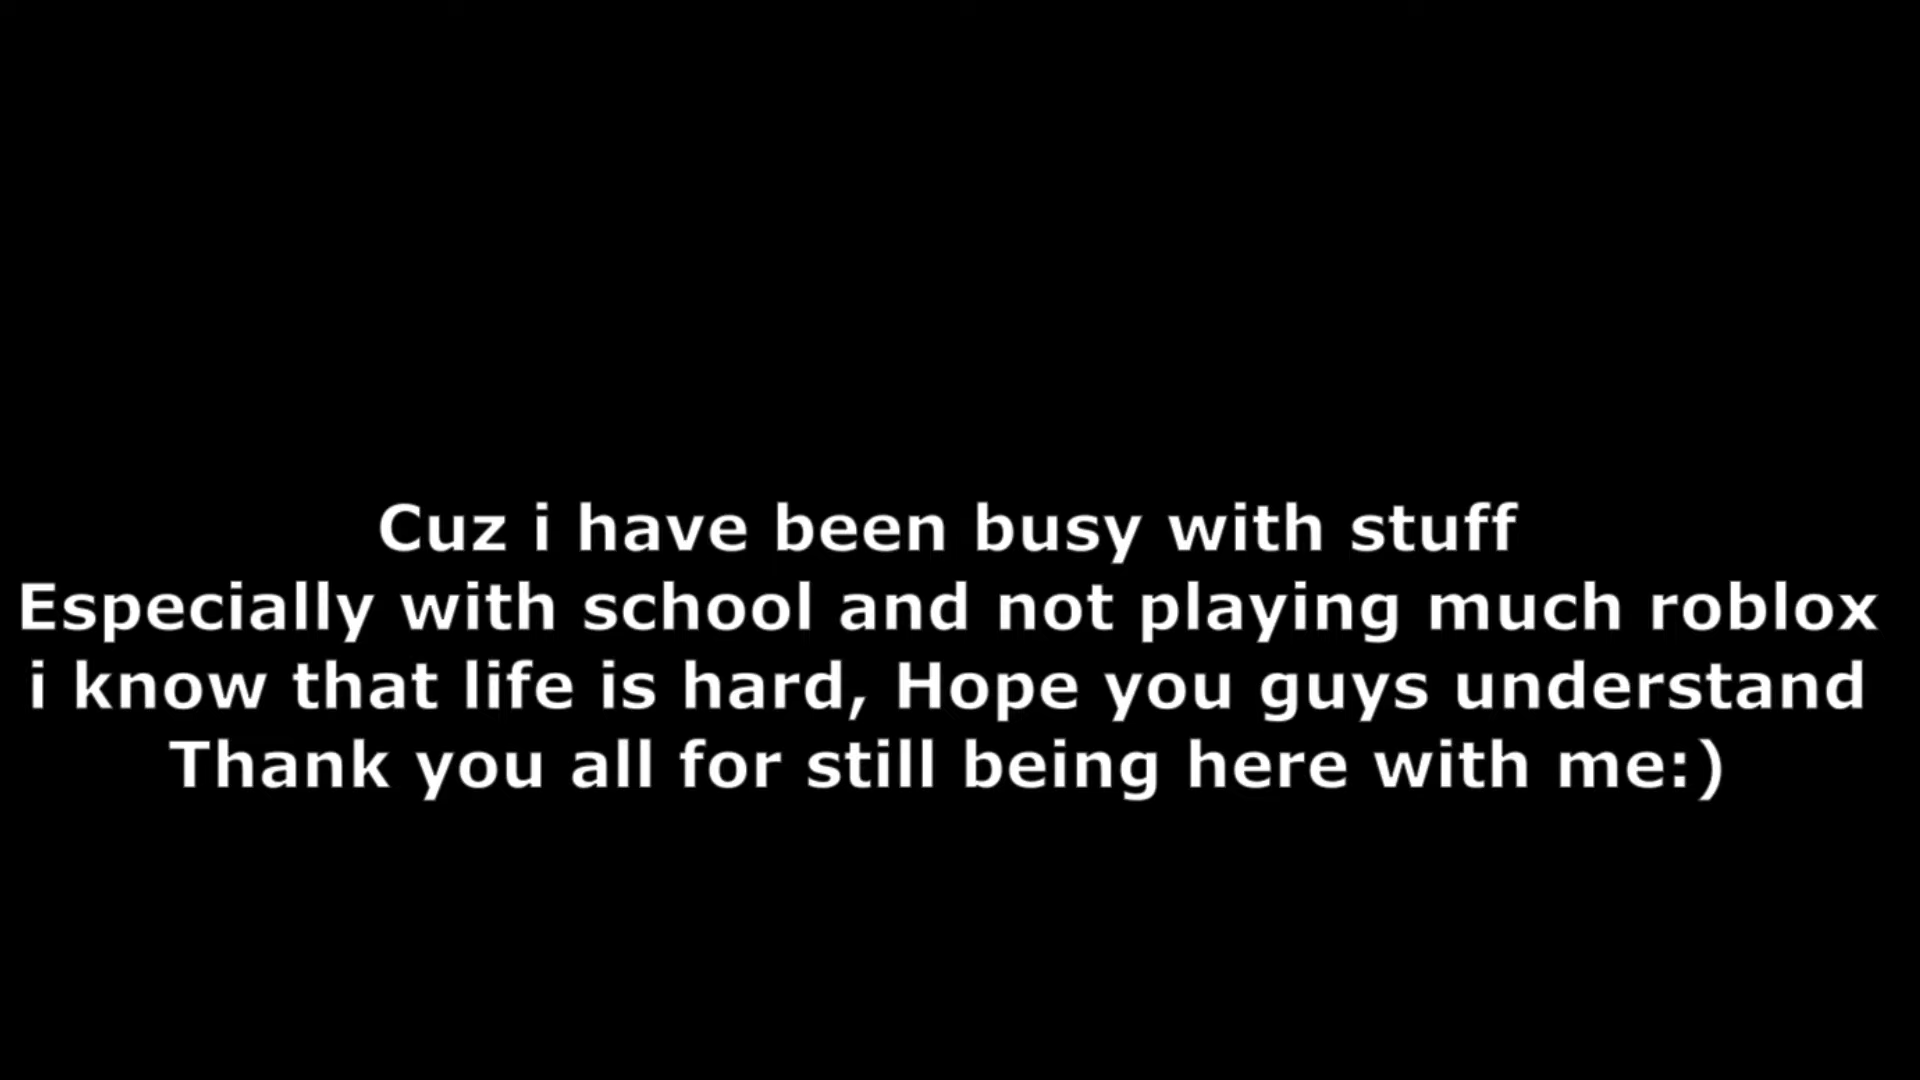 Cuz i have been busy with stuff
Especially with school and not playing much roblox
i know that life is hard, Hope you guys understand
Thank you all for still being here with me:)